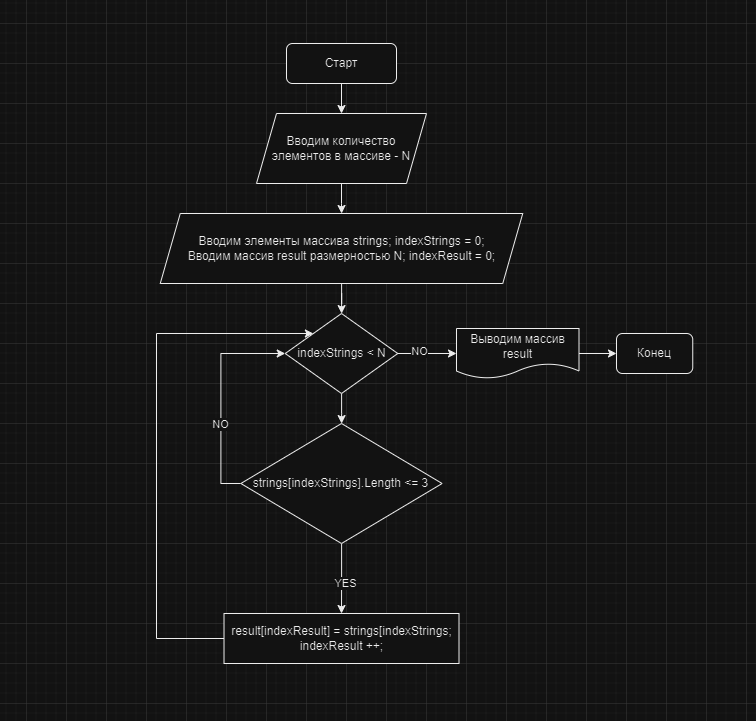 Старт
Вводим количество
элементов в массиве - N
Вводим элементы массива strings; indexStrings = 0;
Вводим массив result размерностью N; indexResult = 0;
indexStrings < N
NO
Выводим массив
result
Конец
NO
strings[indexStrings].Length <= 3
YES
result[indexResult] = strings[indexStrings;
indexResult ++;